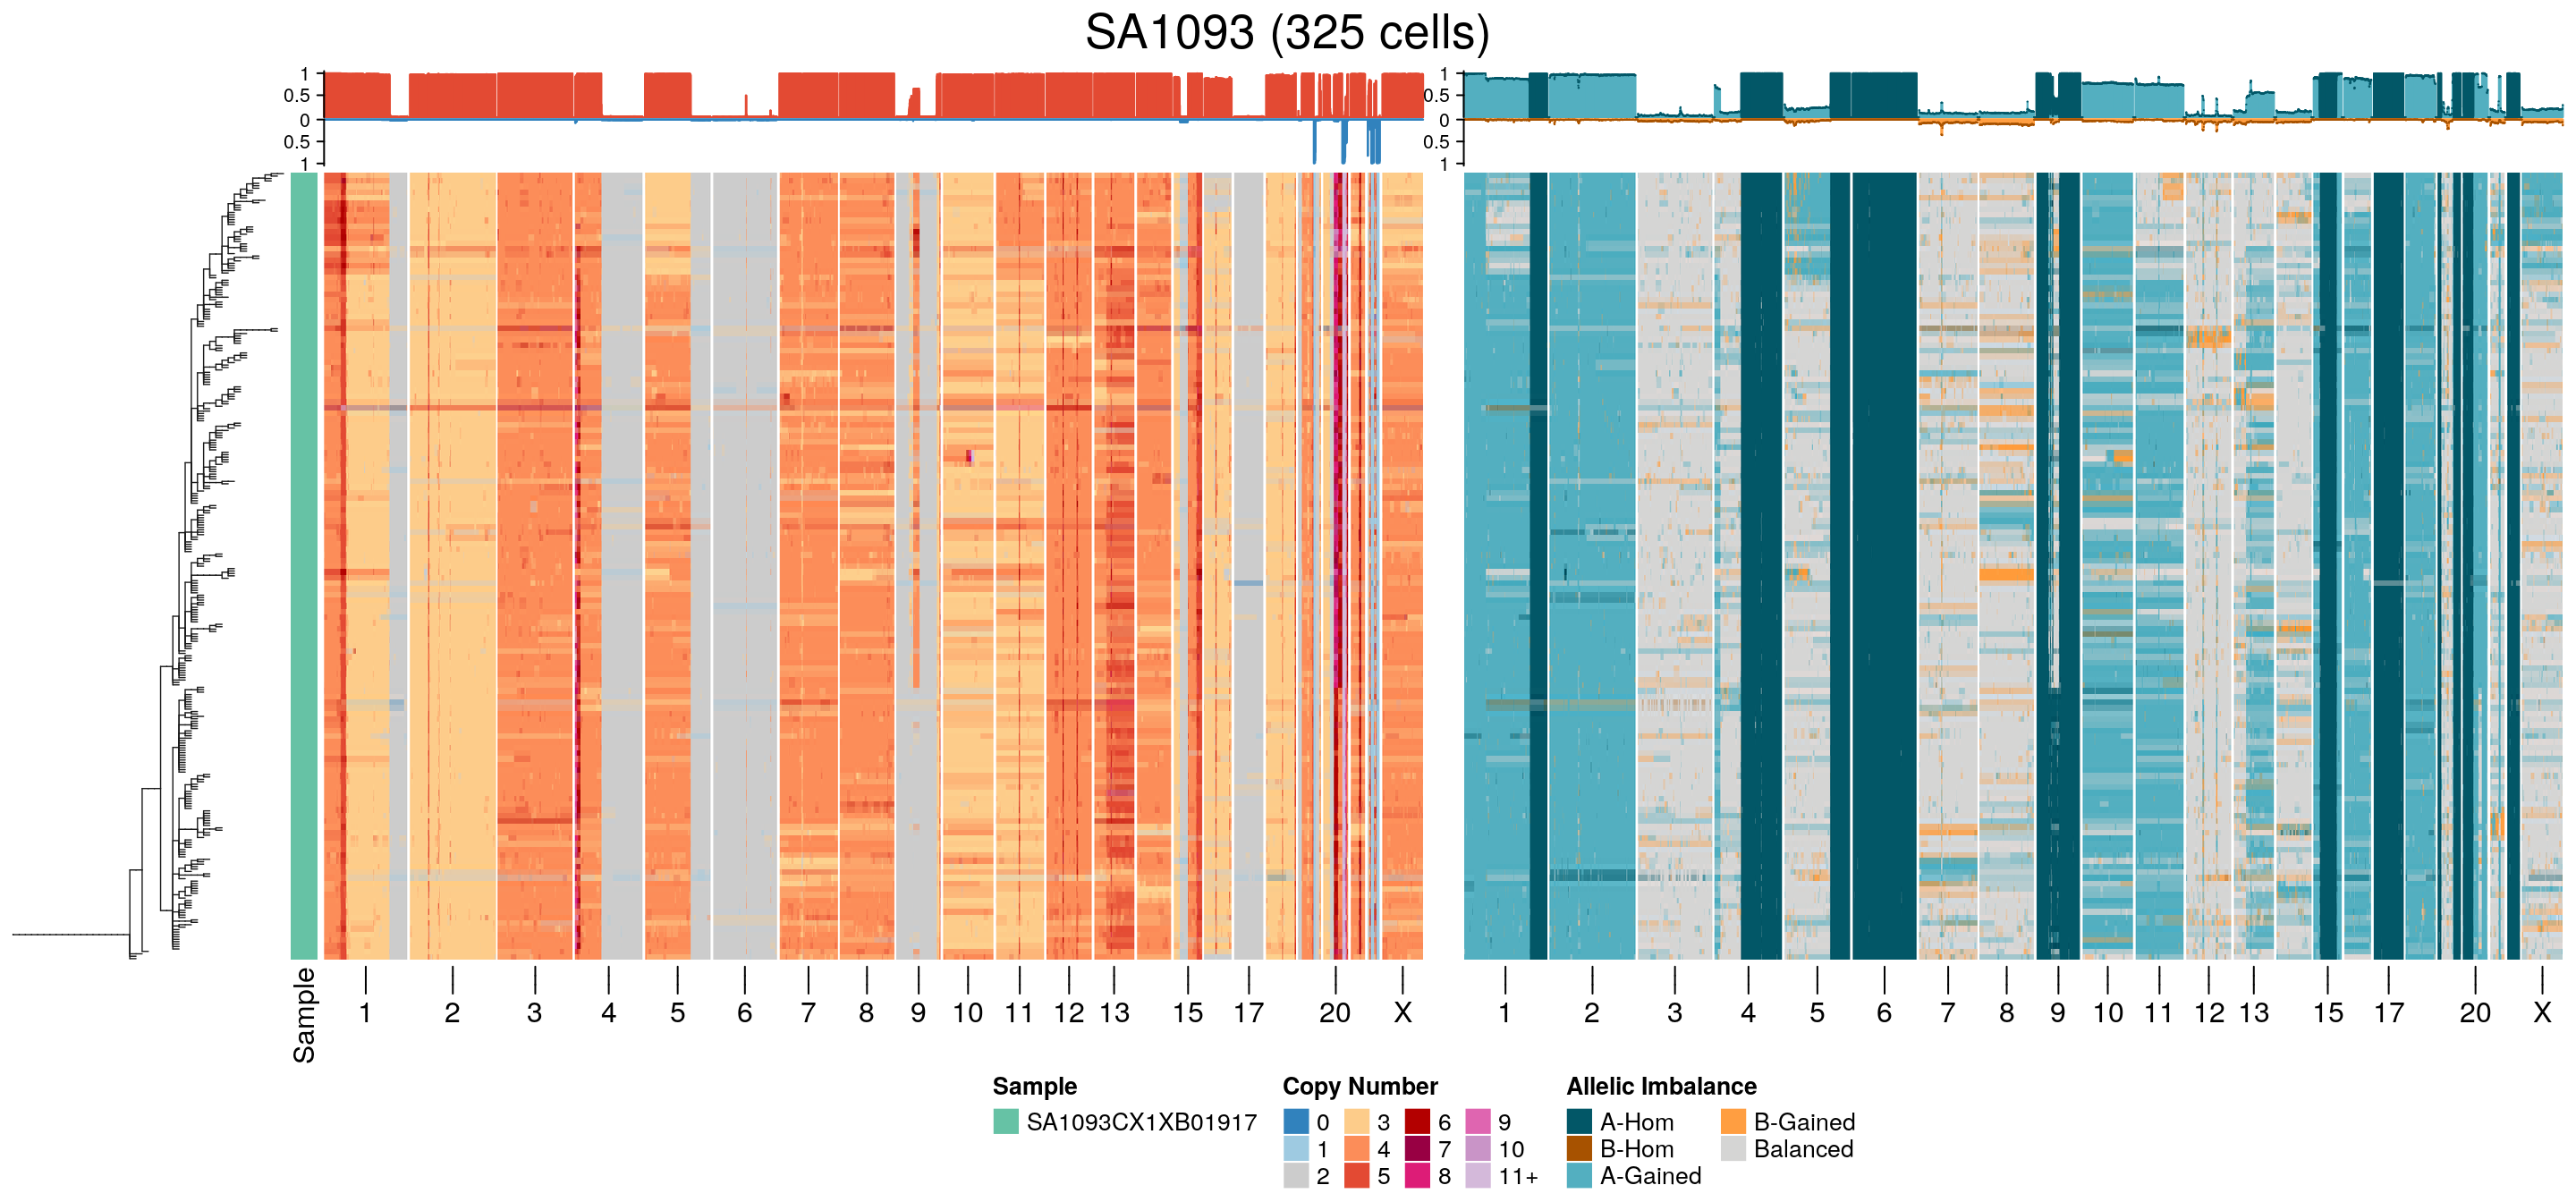 SA1093 (325 cells)
1
0.5
0
0.5
1
1
0.5
0
0.5
1
Sample
1 2 3 4 5 6 7 8 9 10 11 12 13 15 17 20 X
1 2 3 4 5 6 7 8 9 10 11 12 13 15 17 20 X
Sample
SA1093CX1XB01917
Copy Number
0 3 6 9
1 4 7 10
2 5 8 11+
Allelic Imbalance
A-Hom B-Gained
B-Hom Balanced
A-Gained